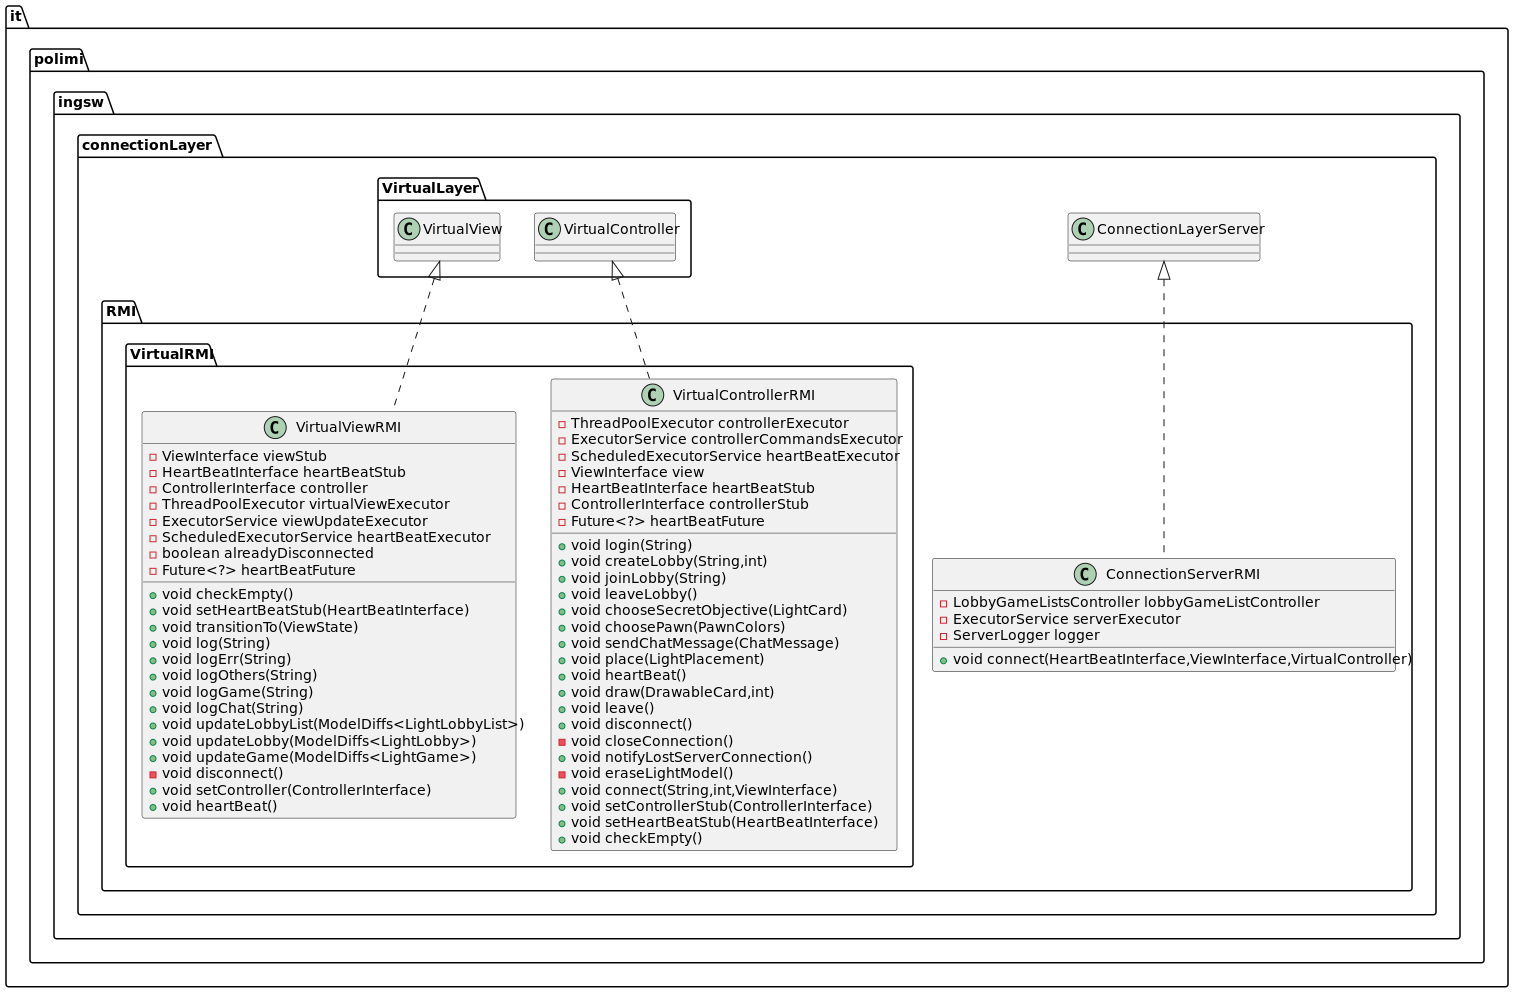 it
polimi
ingsw
connectionLayer
VirtualLayer
C VirtualView
C VirtualController
C ConnectionLayerServer
RMI
VirtualRMI
C VirtualViewRMI
ViewInterface viewStub
HeartBeatInterface heartBeatStub
ControllerInterface controller
ThreadPoolExecutor virtualViewExecutor
ExecutorService viewUpdateExecutor
ScheduledExecutorService heartBeatExecutor
boolean alreadyDisconnected
Future<?> heartBeatFuture
void checkEmpty()
void setHeartBeatStub(HeartBeatInterface)
void transitionTo(ViewState)
void log(String)
void logErr(String)
void logOthers(String)
void logGame(String)
void logChat(String)
void updateLobbyList(ModelDiffs<LightLobbyList>)
void updateLobby(ModelDiffs<LightLobby>)
void updateGame(ModelDiffs<LightGame>)
void disconnect()
void setController(ControllerInterface)
void heartBeat()
C VirtualControllerRMI
ThreadPoolExecutor controllerExecutor
ExecutorService controllerCommandsExecutor
ScheduledExecutorService heartBeatExecutor
ViewInterface view
HeartBeatInterface heartBeatStub
ControllerInterface controllerStub
Future<?> heartBeatFuture
void login(String)
void createLobby(String,int)
void joinLobby(String)
void leaveLobby()
void chooseSecretObjective(LightCard)
void choosePawn(PawnColors)
void sendChatMessage(ChatMessage)
void place(LightPlacement)
void heartBeat()
void draw(DrawableCard,int)
void leave()
void disconnect()
void closeConnection()
void notifyLostServerConnection()
void eraseLightModel()
void connect(String,int,ViewInterface)
void setControllerStub(ControllerInterface)
void setHeartBeatStub(HeartBeatInterface)
void checkEmpty()
C ConnectionServerRMI
LobbyGameListsController lobbyGameListController
ExecutorService serverExecutor
ServerLogger logger
void connect(HeartBeatInterface,ViewInterface,VirtualController)